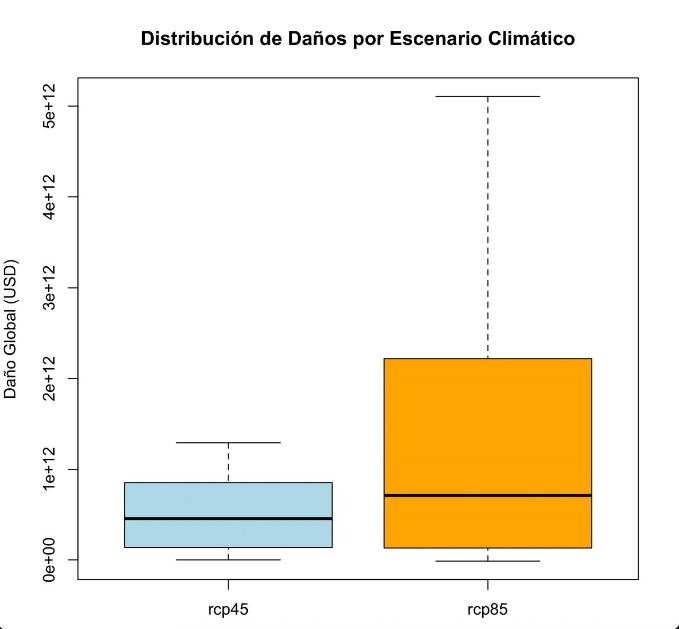 Distribución de Daños por Escenario Climático
Daño Global (USD)
5e+12
4e+12
3e+12
2e+12
1e+12
0e+00
rcp45
rcp85